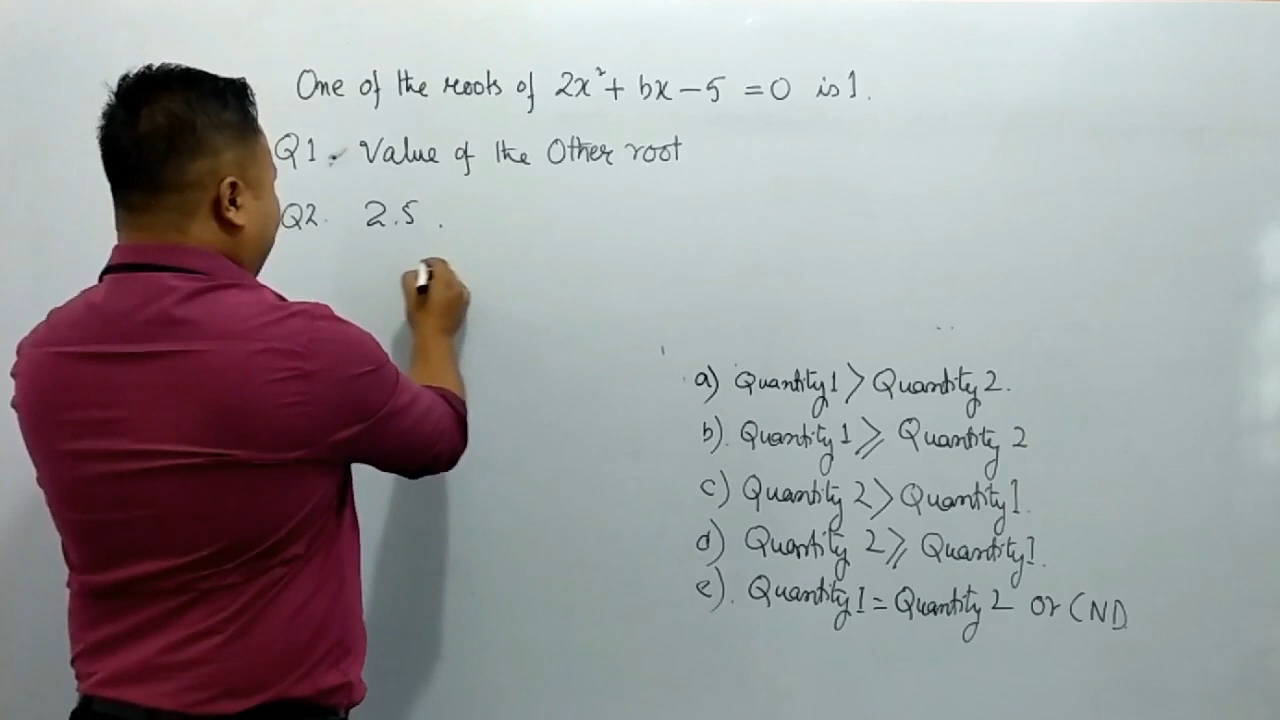 One of the roots of 2x² + bx - 5 = 0 is 1.
Q1. Value of the Other root
Q2. 2.5.
a) Quantity 1 > Quantity 2.
b). Quantity 1 ⩾ Quantity 2
c) Quantity 2 > Quantity 1.
d) Quantity 2 ⩾ Quantity 1.
e). Quantity 1 = Quantity 2 or CND